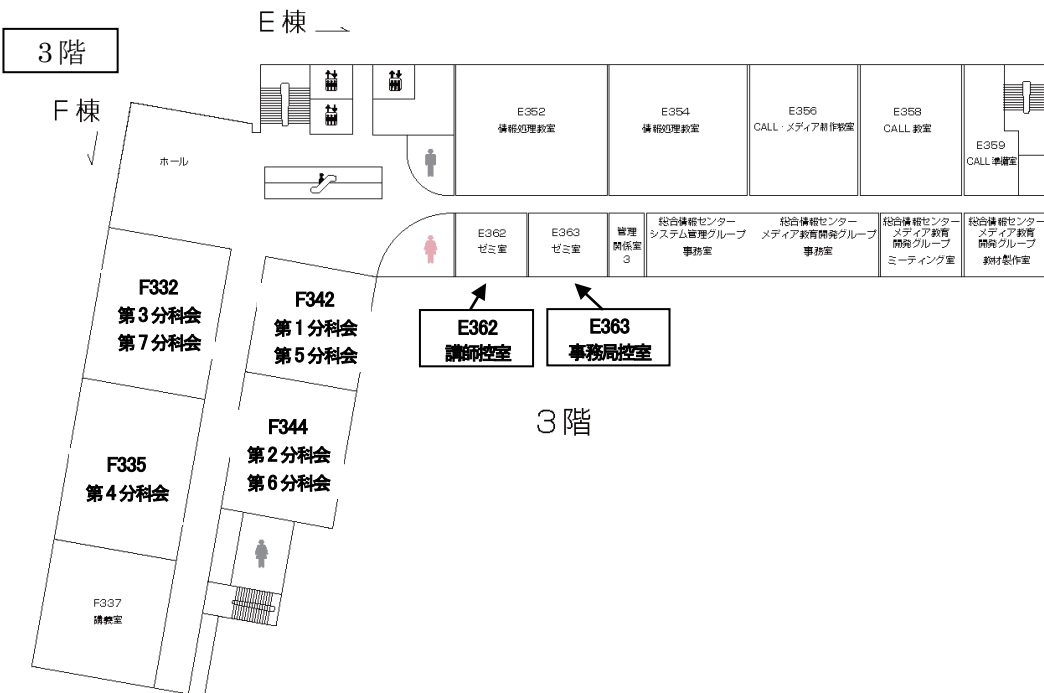 E棟
3階
F棟
ホール
E352
情報処理教室
E354
情報処理教室
E356
CALL・メディア制作教室
E358
CALL 教室
E359
CALL 準備室
E362
ゼミ室
E363
ゼミ室
管理
関係室
3
総合情報センター
システム管理グループ
事務室
総合情報センター
メディア教育開発グループ
事務室
総合情報センター
メディア教育
開発グループ
ミーティング室
総合情報センター
メディア教育
開発グループ
教材製作室
F332
第3分科会
第7分科会
F342
第1分科会
第5分科会
E362
講師控室
E363
事務局控室
3階
F344
第2分科会
第6分科会
F335
第4分科会
F337
講義室